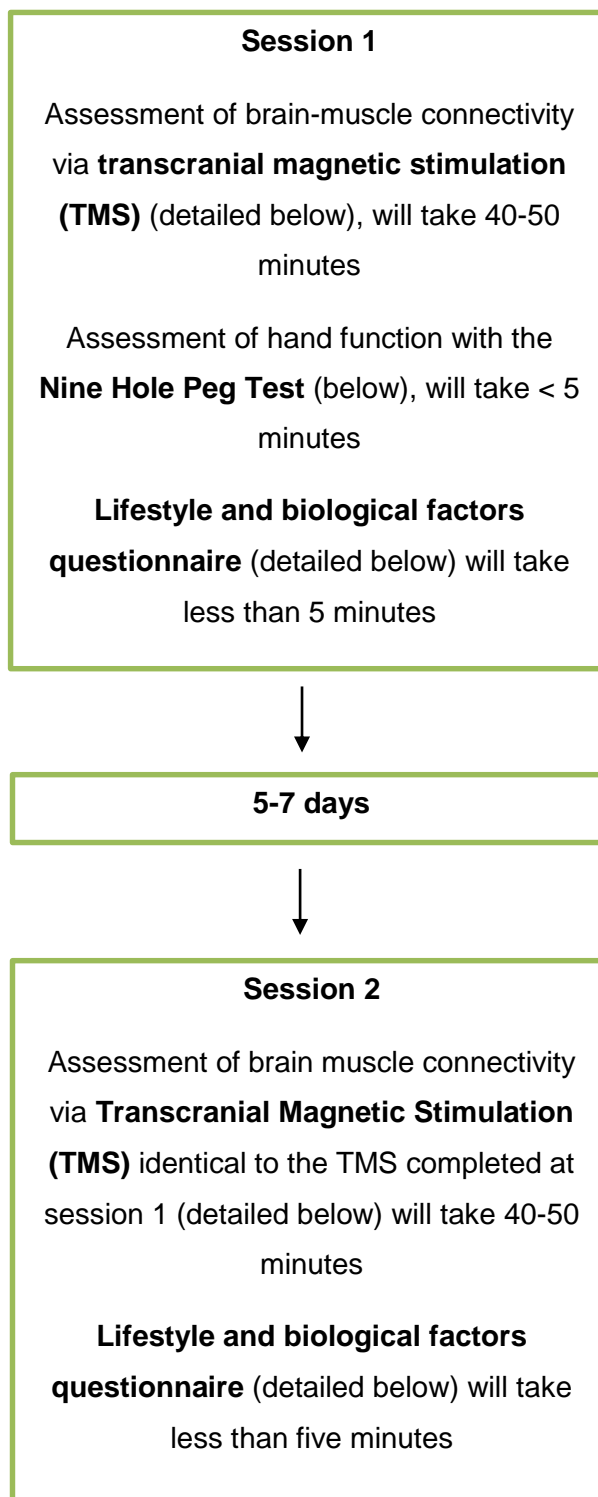 Session 1
Assessment of brain-muscle connectivity
via transcranial magnetic stimulation
(TMS) (detailed below), will take 40-50
minutes
Assessment of hand function with the
Nine Hole Peg Test (below), will take < 5
minutes
Lifestyle and biological factors
questionnaire (detailed below) will take
less than 5 minutes
5-7 days
Session 2
Assessment of brain muscle connectivity
via Transcranial Magnetic Stimulation
(TMS) identical to the TMS completed at
session 1 (detailed below) will take 40-50
minutes
Lifestyle and biological factors
questionnaire (detailed below) will take
less than five minutes